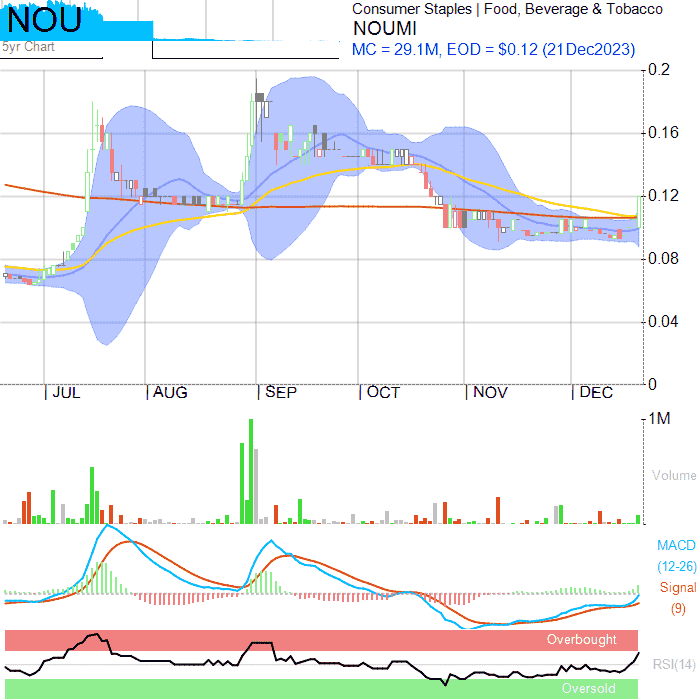 NOU
Consumer Staples | Food, Beverage & Tobacco
NOUMI
5yr Chart
MC = 29.1M, EOD = $0.12 (21Dec2023)
0.2
0.16
0.12
0.08
0.04
0
JUL AUG SEP OCT NOV DEC
1M
Volume
MACD
(12-26)
Signal
(9)
Overbought
RSI(14)
Oversold